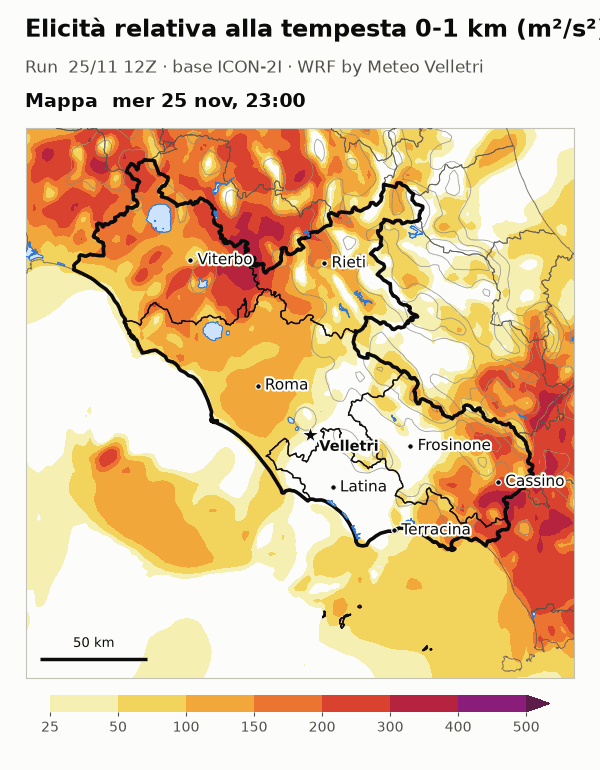 Elicità relativa alla tempesta 0-1 km (m²/s²)
Run 25/11 12Z · base ICON-2I · WRF by Meteo Velletri
Mappa mer 25 nov, 23:00
Viterbo
Rieti
Roma
Velletri
Frosinone
Latina
Cassino
Terracina
50 km
25 50 100 150 200 300 400 500